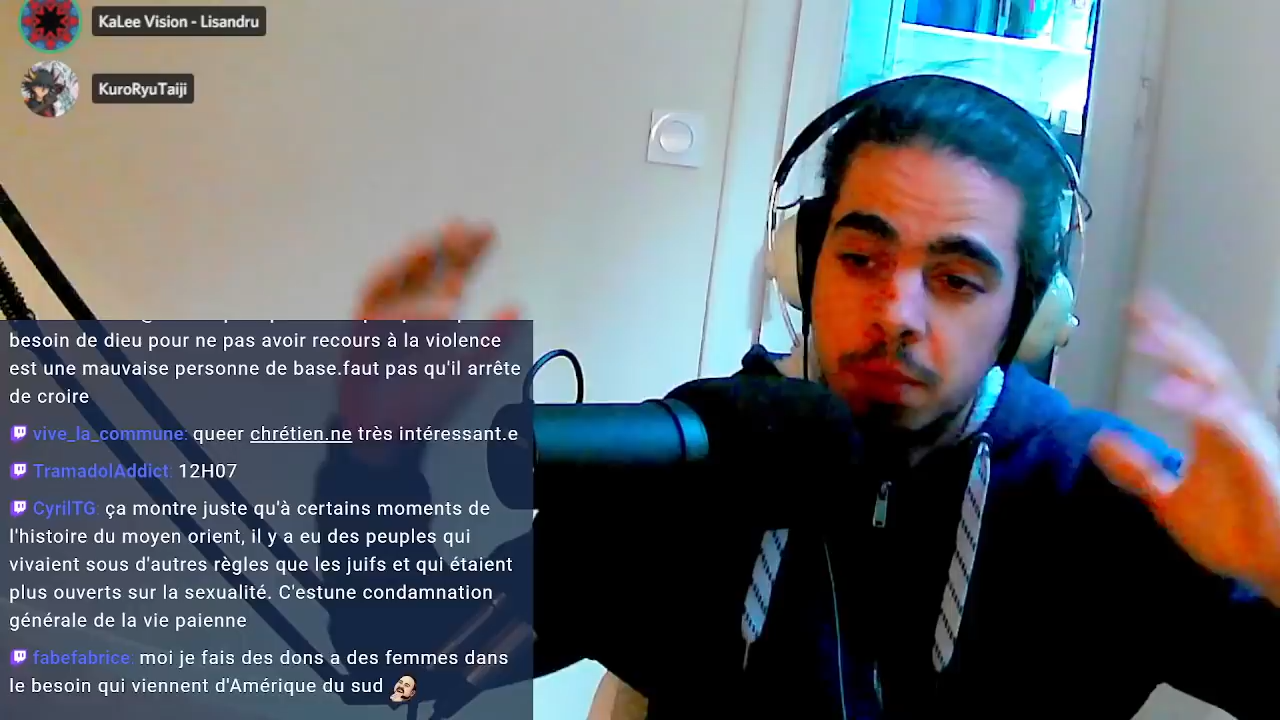 KaLee Vision - Lisandru
KuroRyuTaiji
besoin de dieu pour ne pas avoir recours à la violence
est une mauvaise personne de base.faut pas qu'il arrête
de croire
vive_la_commune: queer chrétien.ne très intéressant.e
TramadolAddict: 12H07
CyrilTG: ça montre juste qu'à certains moments de
l'histoire du moyen orient, il y a eu des peuples qui
vivaient sous d'autres règles que les juifs et qui étaient
plus ouverts sur la sexualité. C'estune condamnation
générale de la vie paienne
fabefabrice: moi je fais des dons a des femmes dans
le besoin qui viennent d'Amérique du sud